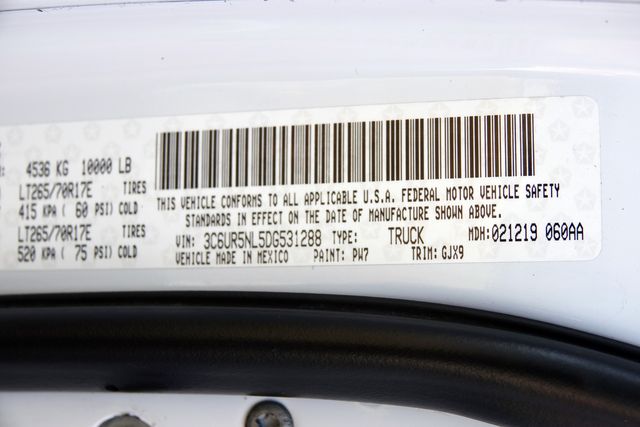 4536 KG 10000 LB
LT265/70R17E TIRES
415 KPA ( 60 PSI) COLD
LT265/70R17E TIRES
520 KPA ( 75 PSI) COLD
THIS VEHICLE CONFORMS TO ALL APPLICABLE U.S.A. FEDERAL MOTOR VEHICLE SAFETY
STANDARDS IN EFFECT ON THE DATE OF MANUFACTURE SHOWN ABOVE.
VIN: 3C6UR5NL5DG531288 TYPE: TRUCK MDH: 021219 060AA
VEHICLE MADE IN MEXICO PAINT: PW7 TRIM: GJX9